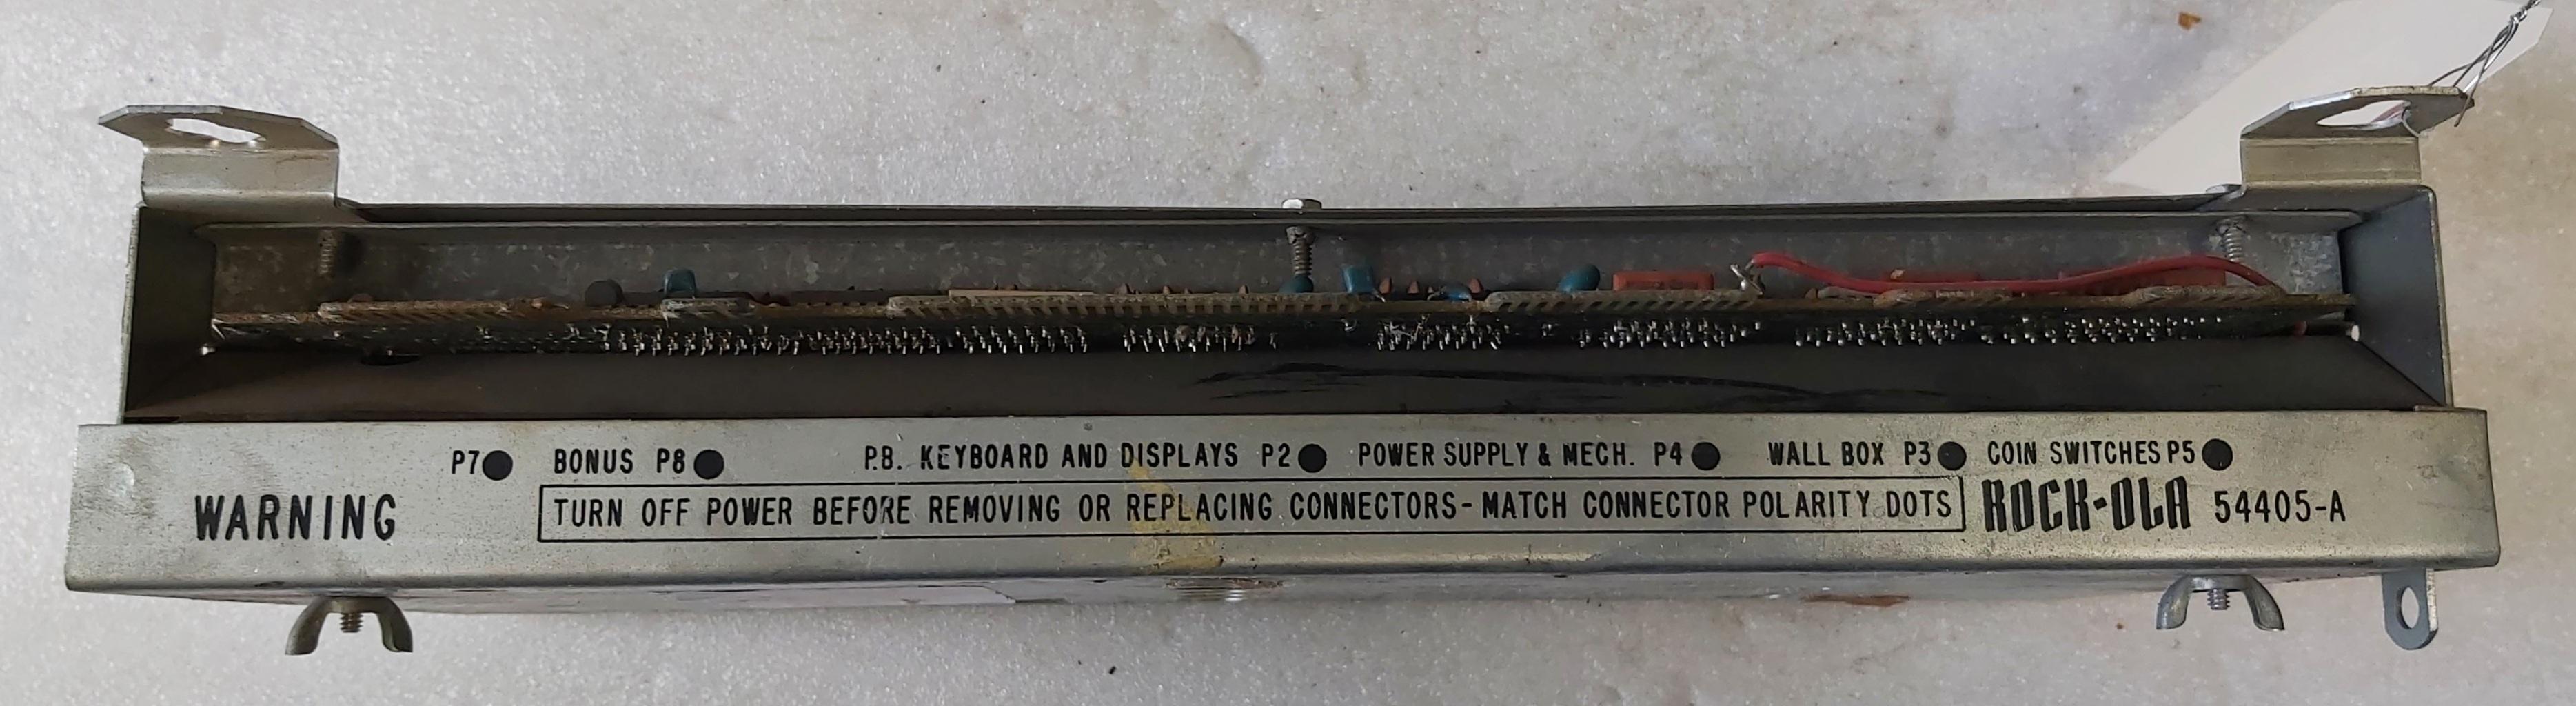 P7 BONUS P8 P.B. KEYBOARD AND DISPLAYS P2 POWER SUPPLY & MECH. P4 WALL BOX P3 COIN SWITCHES P5
WARNING TURN OFF POWER BEFORE REMOVING OR REPLACING CONNECTORS - MATCH CONNECTOR POLARITY DOTS ROCK-OLA 54405-A